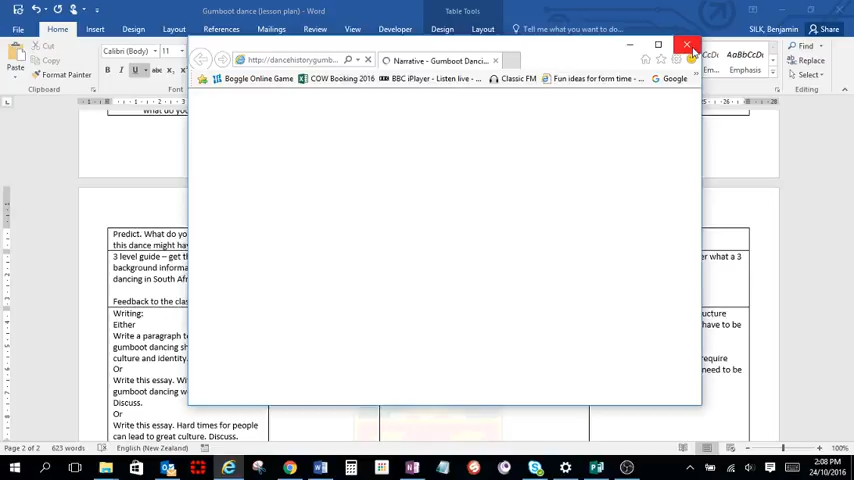 Gumboot dance (lesson plan) - Word
Table Tools
SILK, Benjamin
File Home Insert Draw Design Layout References Mailings Review View Developer Design Layout Tell me what you want to do... Share
Cut
Copy
Format Painter
Paste
Clipboard
Calibri (Body) 11
B I U abc x
Em... Emphasis
Find
Replace
Select
Editing
http://dancehistorygumb...
Narrative - Gumboot Danci...
Boggle Online Game
COW Booking 2016
BBC iPlayer - Listen live - ...
Classic FM
Fun ideas for form time - ...
Google
what do you
Predict. What do yo
this dance might hav
3 level guide – get th
background informa
dancing in South Afr
Feedback to the clas
er what a 3
Writing:
Either
Write a paragraph t
gumboot dancing sh
culture and identity.
Or
Write this essay. Wi
gumboot dancing w
Discuss.
Or
Write this essay. Hard times for people
can lead to great culture. Discuss.
ucture
have to be
require
need to be
Page 2 of 2 623 words English (New Zealand) 100%
2:08 PM
24/10/2016